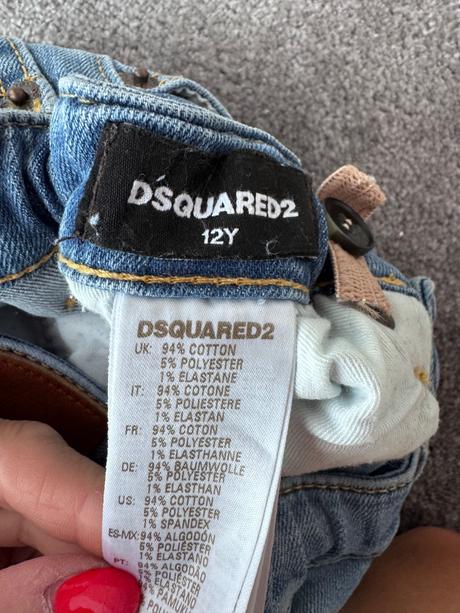 DSQUARED2
12Y
DSQUARED2
UK: 94% COTTON
5% POLYESTER
1% ELASTANE
IT: 94% COTONE
5% POLIESTERE
1% ELASTAN
FR: 94% COTON
5% POLYESTER
1% ELASTHANNE
DE: 94% BAUMWOLLE
5% POLYESTER
1% ELASTHAN
US: 94% COTTON
5% POLYESTER
1% SPANDEX
ES-MX: 94% ALGODÓN
5% POLIÉSTER
1% ELASTANO
PT: 94% ALGODÃO
5% POLIÉSTER